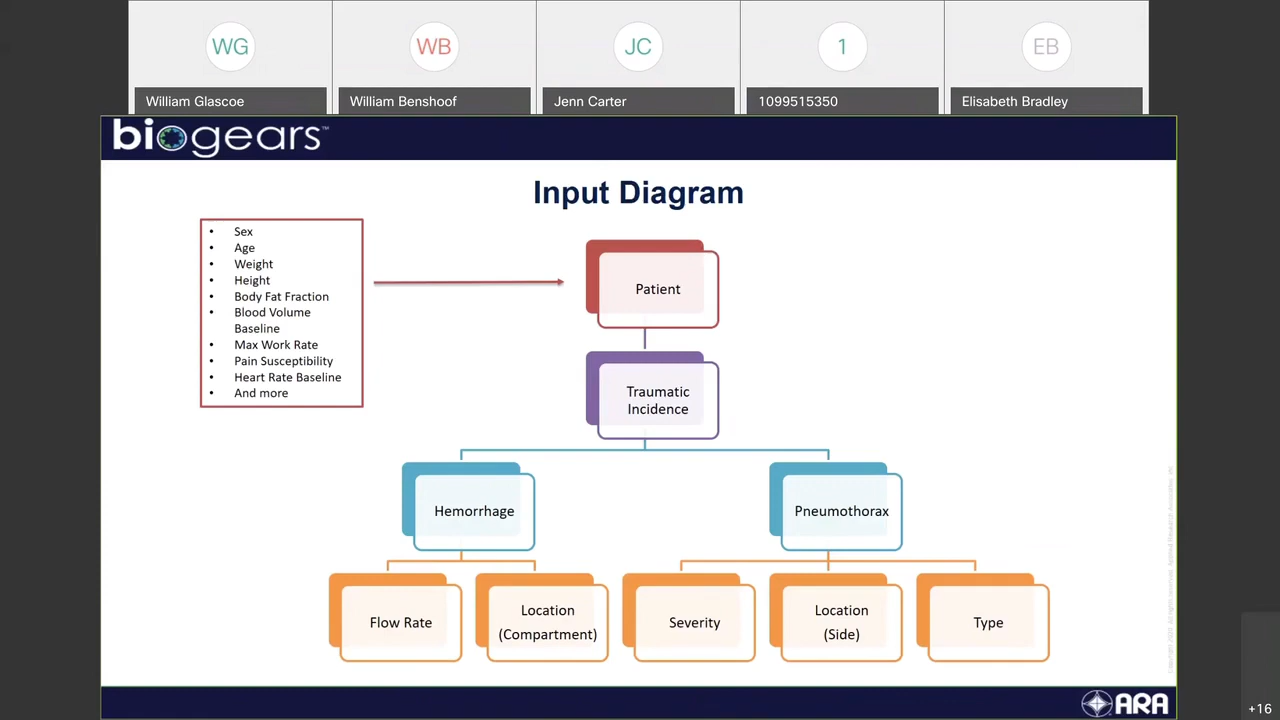 WG
WB
JC
1
EB
William Glascoe
William Benshoof
Jenn Carter
1099515350
Elisabeth Bradley
biogears™
Input Diagram
• Sex
• Age
• Weight
• Height
• Body Fat Fraction
• Blood Volume
Baseline
• Max Work Rate
• Pain Susceptibility
• Heart Rate Baseline
• And more
Patient
Traumatic
Incidence
Hemorrhage
Pneumothorax
Flow Rate
Location
(Compartment)
Severity
Location
(Side)
Type
ARA
+16